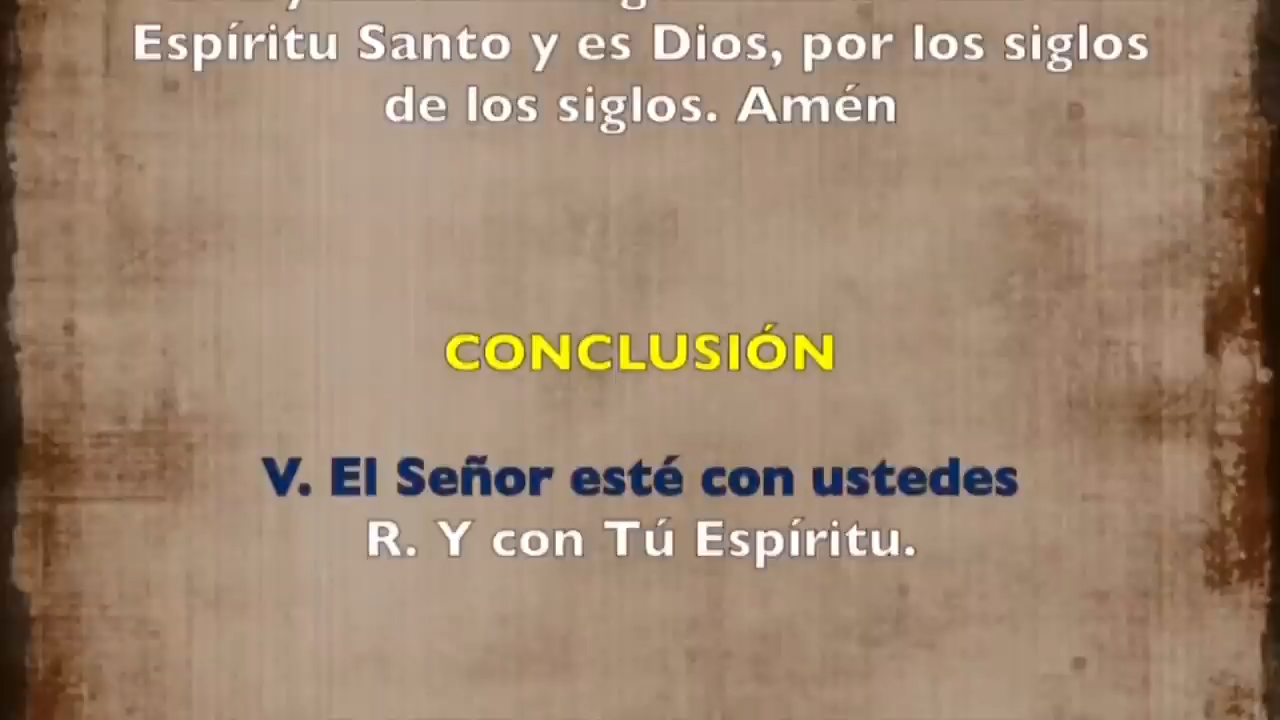 Espíritu Santo y es Dios, por los siglos
de los siglos. Amén
CONCLUSIÓN
V. El Señor esté con ustedes
R. Y con Tú Espíritu.